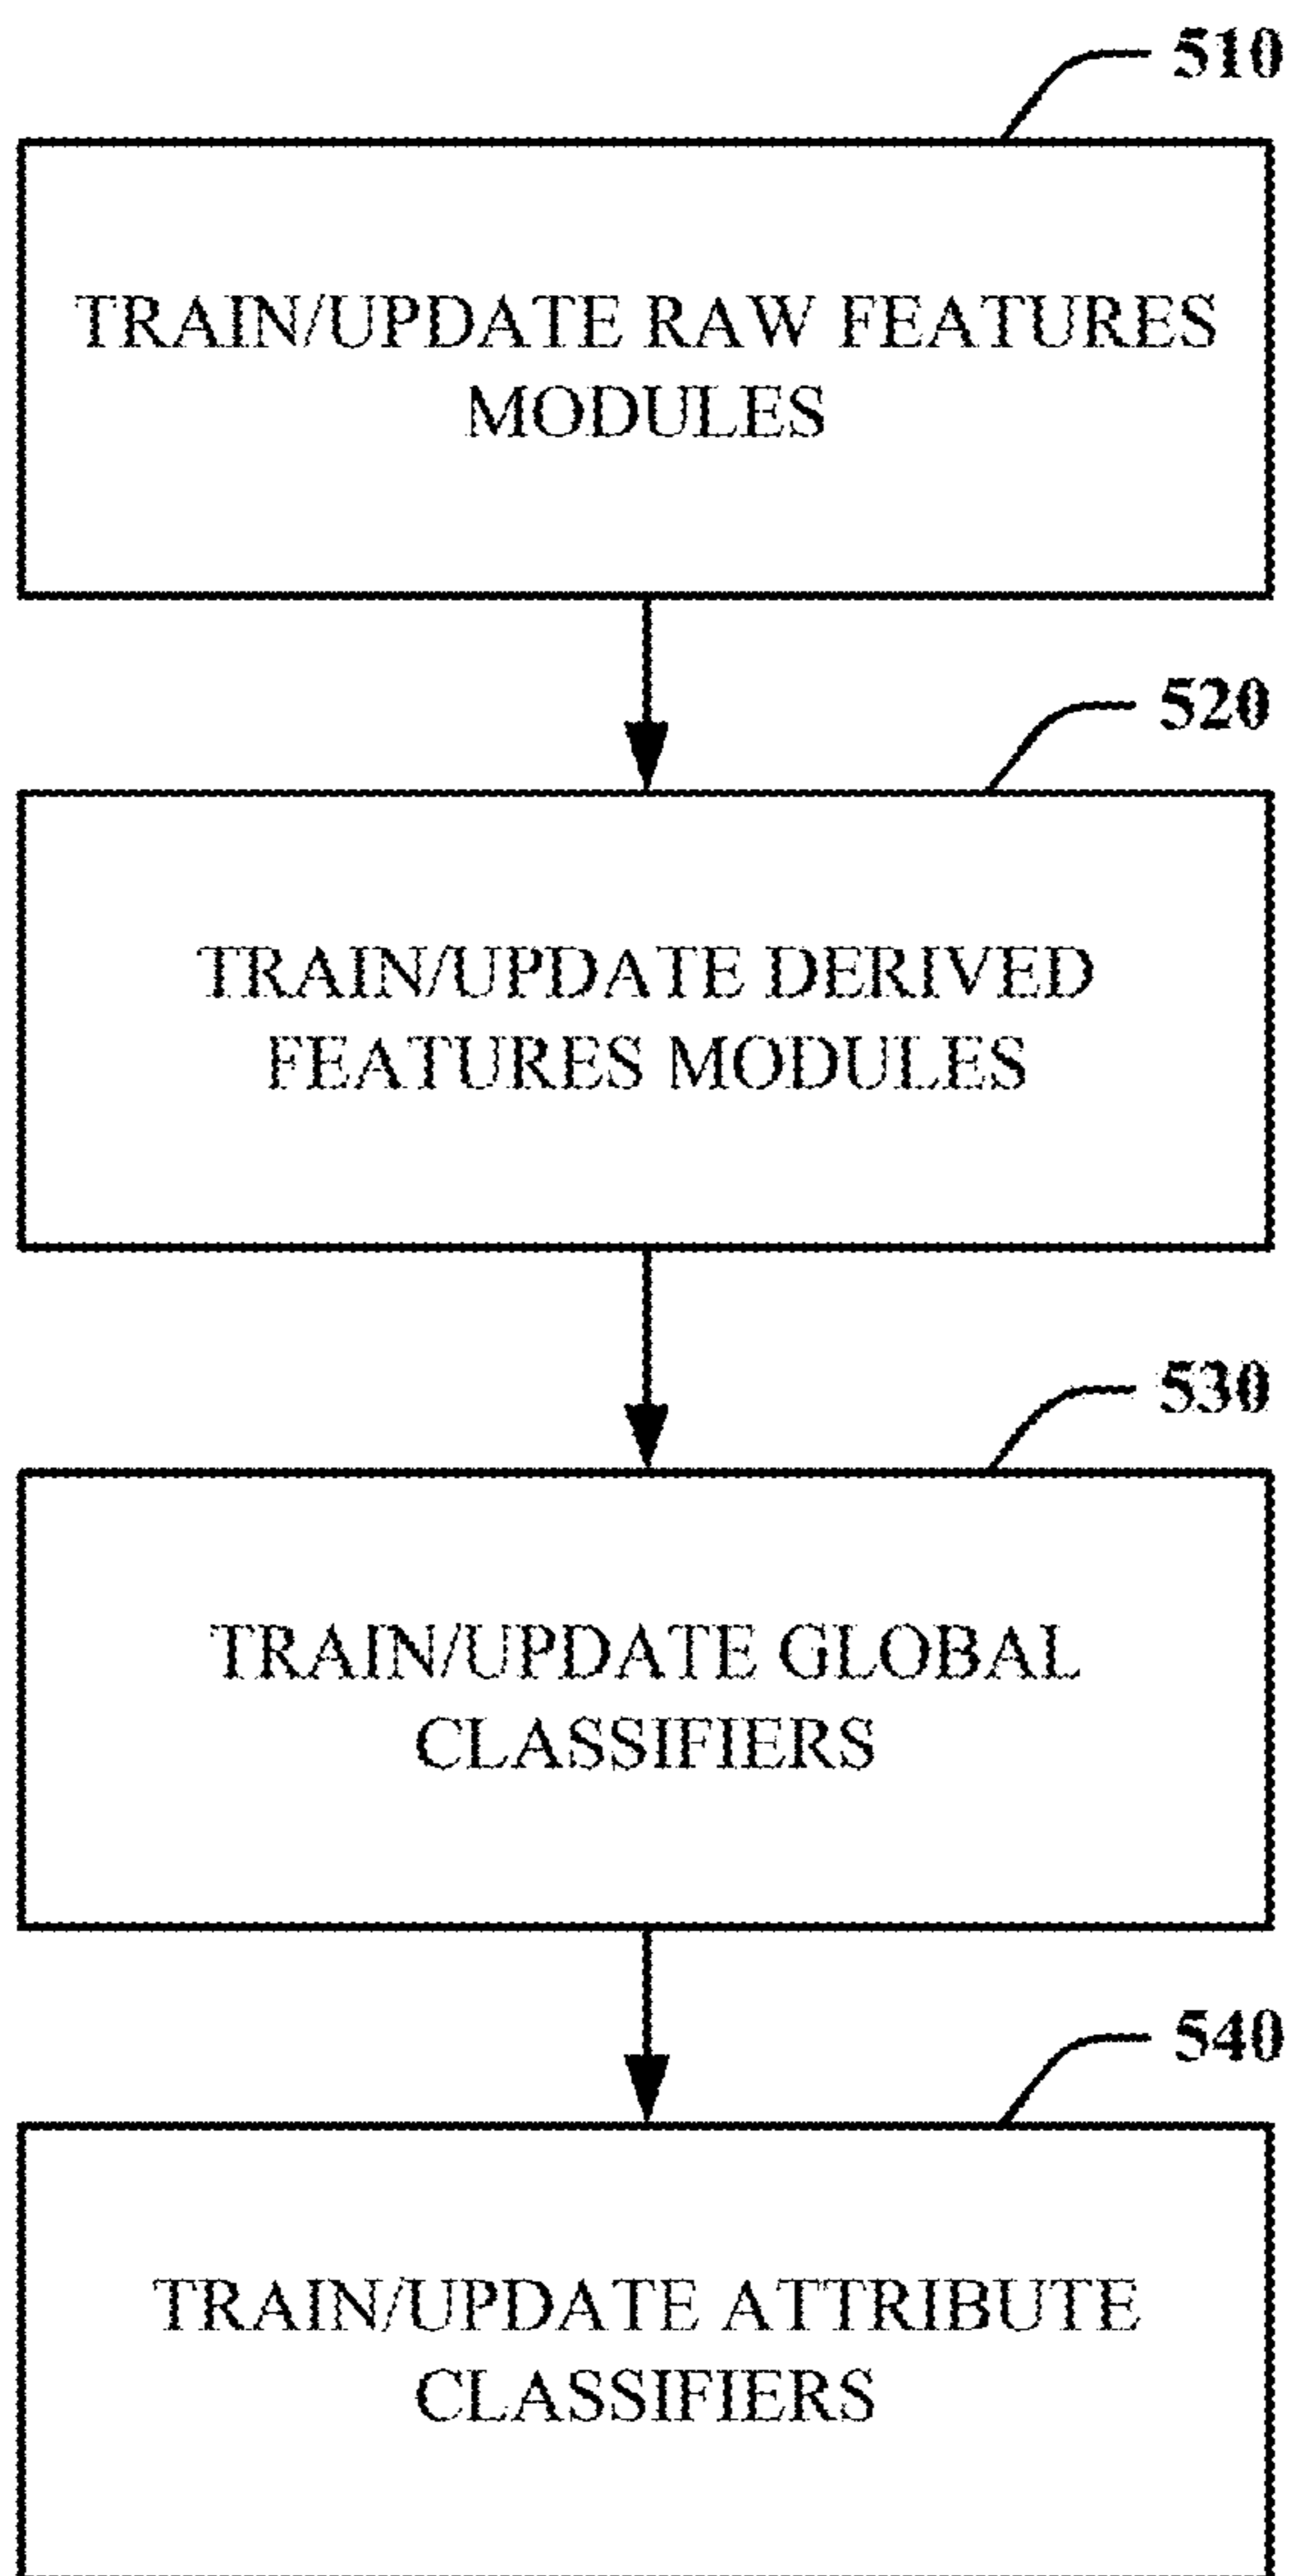 510
TRAIN/UPDATE RAW FEATURES
MODULES
520
TRAIN/UPDATE DERIVED
FEATURES MODULES
530
TRAIN/UPDATE GLOBAL
CLASSIFIERS
540
TRAIN/UPDATE ATTRIBUTE
CLASSIFIERS